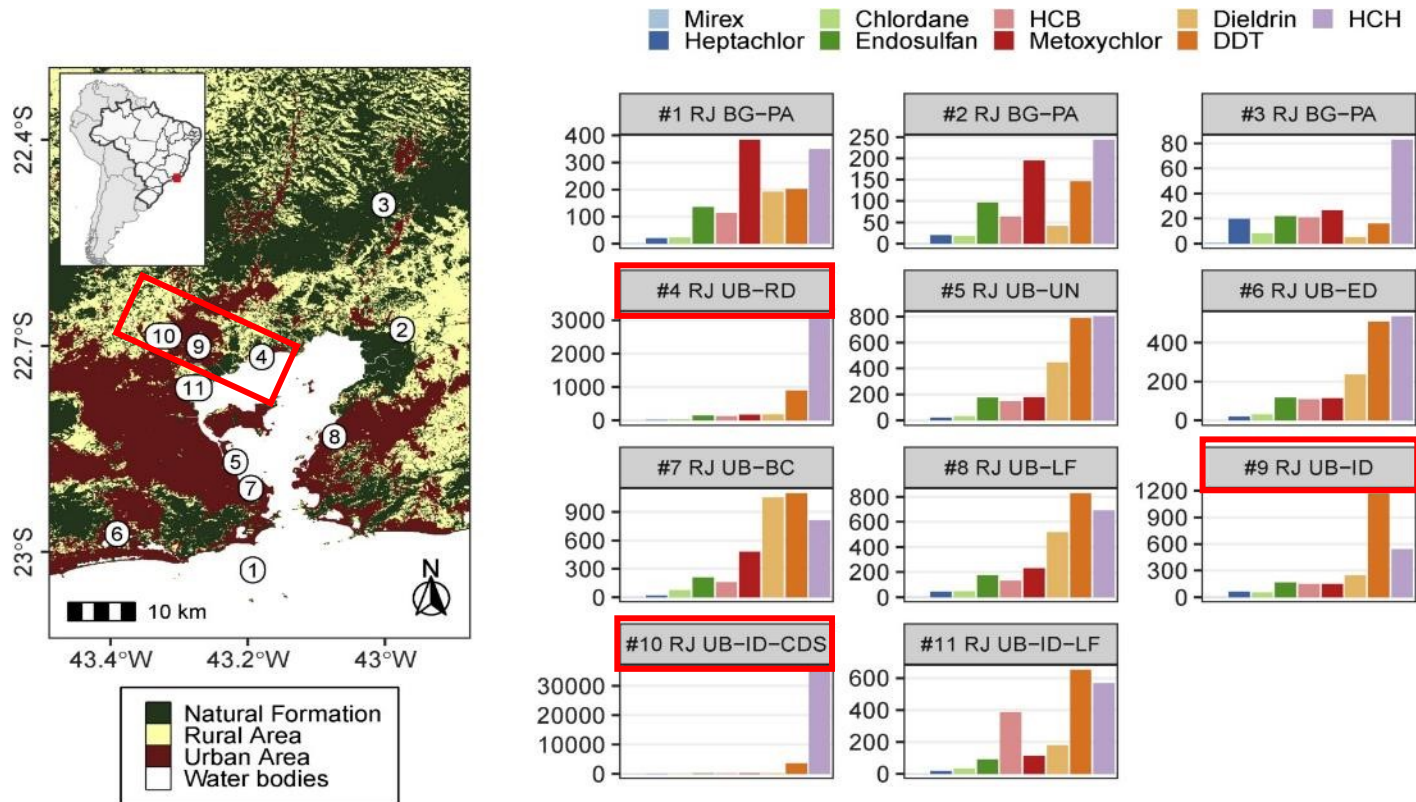 Mirex Chlordane HCB Dieldrin HCH
Heptachlor Endosulfan Metoxychlor DDT
22.4°S
22.7°S
23°S
3
2
10
9
4
11
8
5
7
6
1
N
10 km
43.4°W 43.2°W 43°W
Natural Formation
Rural Area
Urban Area
Water bodies
#1 RJ BG−PA
400
300
200
100
0
#2 RJ BG−PA
250
200
150
100
50
0
#3 RJ BG−PA
80
60
40
20
0
#4 RJ UB−RD
3000
2000
1000
0
#5 RJ UB−UN
800
600
400
200
0
#6 RJ UB−ED
400
200
0
#7 RJ UB−BC
900
600
300
0
#8 RJ UB−LF
800
600
400
200
0
#9 RJ UB−ID
1200
900
600
300
0
#10 RJ UB−ID−CDS
30000
20000
10000
0
#11 RJ UB−ID−LF
600
400
200
0